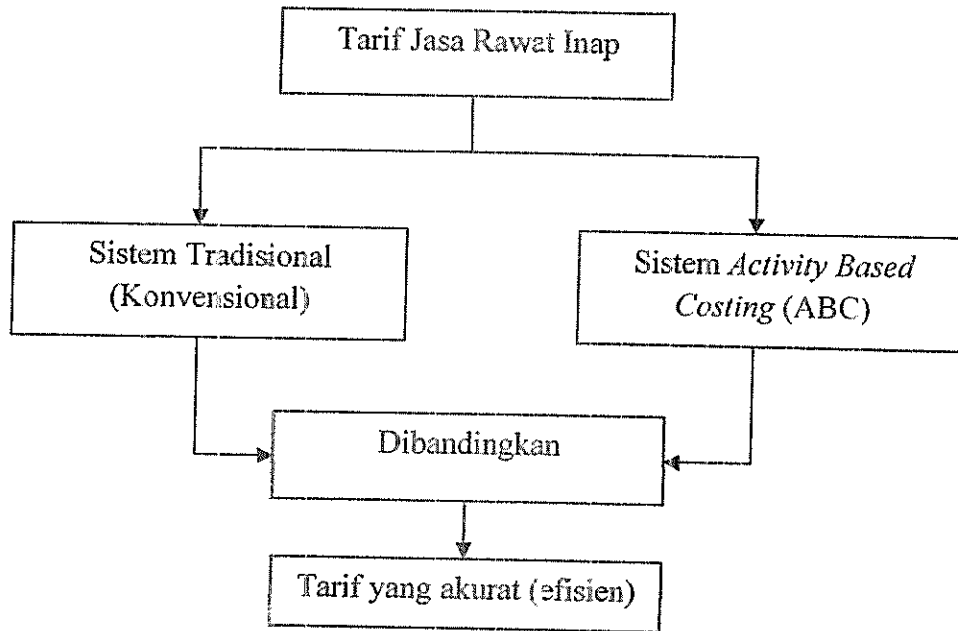 Tarif Jasa Rawat Inap
Sistem Tradisional
(Konvensional)
Sistem Activity Based
Costing (ABC)
Dibandingkan
Tarif yang akurat (efisien)